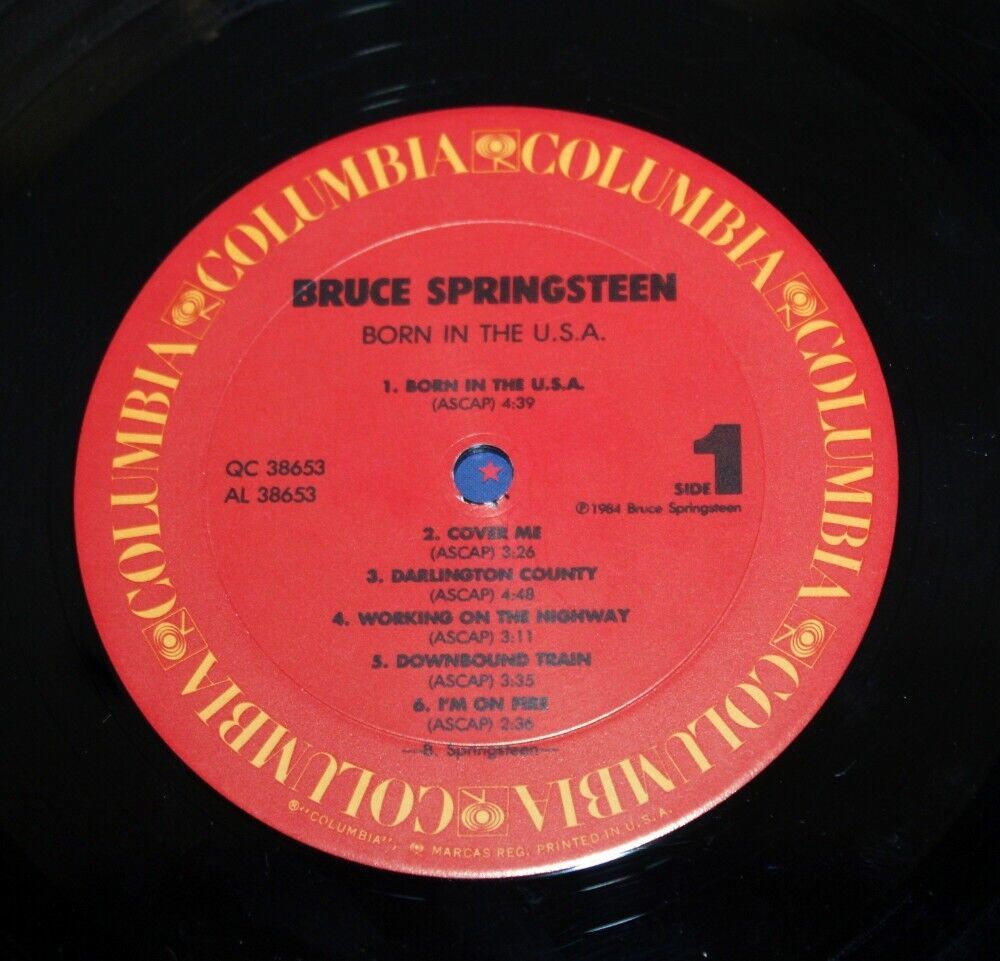 COLUMBIA COLUMBIA COLUMBIA COLUMBIA COLUMBIA COLUMBIA COLUMBIA COLUMBIA
BRUCE SPRINGSTEEN
BORN IN THE U.S.A.
1. BORN IN THE U.S.A.
(ASCAP) 4:39
QC 38653
AL 38653
SIDE 1
℗1984 Bruce Springsteen
2. COVER ME
(ASCAP) 3:26
3. DARLINGTON COUNTY
(ASCAP) 4:48
4. WORKING ON THE HIGHWAY
(ASCAP) 3:11
5. DOWNBOUND TRAIN
(ASCAP) 3:35
6. I'M ON FIRE
(ASCAP) 2:36
—B. Springsteen—
®"COLUMBIA", MARCAS REG. PRINTED IN U.S.A.